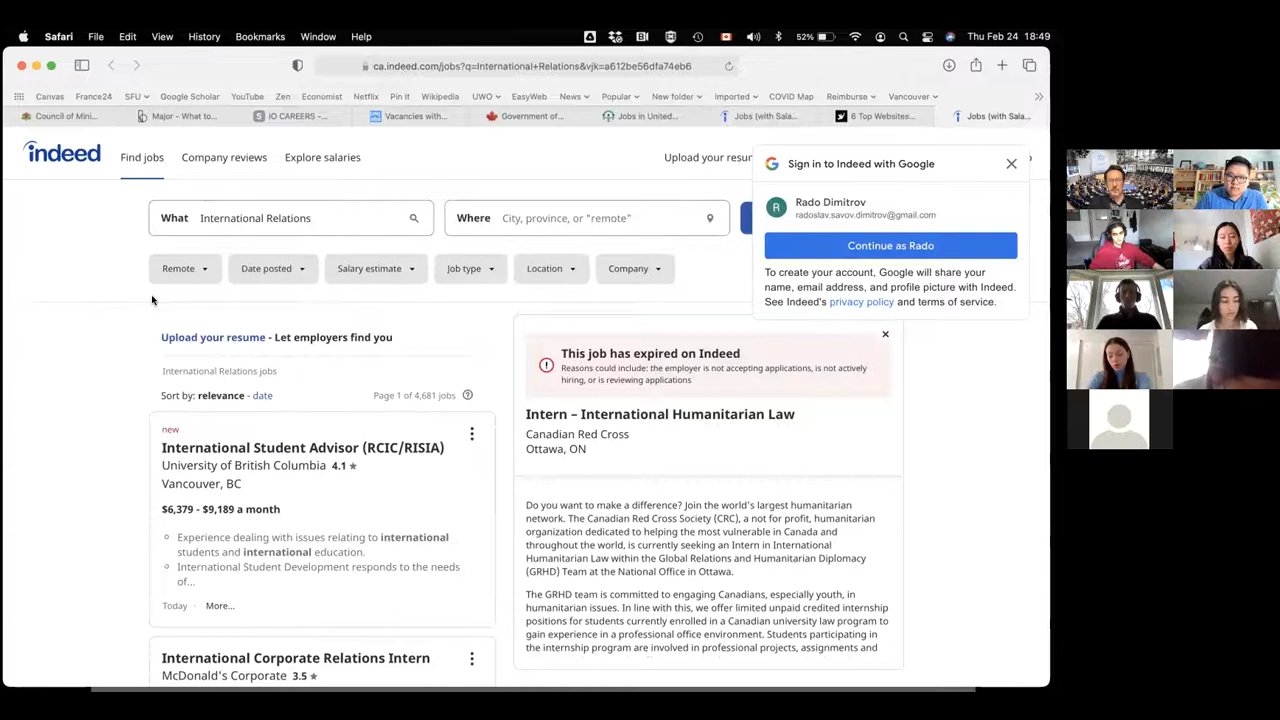 Safari File Edit View History Bookmarks Window Help 52% Thu Feb 24 18:49
ca.indeed.com/jobs?q=International+Relations&vjk=a612be56dfa74eb6
Canvas France24 SFU Google Scholar YouTube Zen Economist Netflix Pin It Wikipedia UWO EasyWeb News Popular New folder Imported COVID Map Reimburse Vancouver
Council of Mini... Major - What to... iO CAREERS -... Vacancies with... Government of... Jobs in United... Jobs (with Sala... 6 Top Websites... Jobs (with Sala...
indeed Find jobs Company reviews Explore salaries Upload your resu
Sign in to Indeed with Google
Rado Dimitrov
radoslav.savov.dimitrov@gmail.com
Continue as Rado
To create your account, Google will share your
name, email address, and profile picture with Indeed.
See Indeed's privacy policy and terms of service.
What International Relations Where City, province, or "remote"
Remote Date posted Salary estimate Job type Location Company
Upload your resume - Let employers find you
International Relations jobs
Sort by: relevance - date Page 1 of 4,681 jobs
new
International Student Advisor (RCIC/RISIA)
University of British Columbia 4.1
Vancouver, BC
$6,379 - $9,189 a month
Experience dealing with issues relating to international
students and international education.
International Student Development responds to the needs
of...
Today · More...
International Corporate Relations Intern
McDonald's Corporate 3.5
This job has expired on Indeed
Reasons could include: the employer is not accepting applications, is not actively
hiring, or is reviewing applications
Intern – International Humanitarian Law
Canadian Red Cross
Ottawa, ON
Do you want to make a difference? Join the world's largest humanitarian
network. The Canadian Red Cross Society (CRC), a not for profit, humanitarian
organization dedicated to helping the most vulnerable in Canada and
throughout the world, is currently seeking an Intern in International
Humanitarian Law within the Global Relations and Humanitarian Diplomacy
(GRHD) Team at the National Office in Ottawa.
The GRHD team is committed to engaging Canadians, especially youth, in
humanitarian issues. In line with this, we offer limited unpaid credited internship
positions for students currently enrolled in a Canadian university law program to
gain experience in a professional office environment. Students participating in
the internship program are involved in professional projects, assignments and